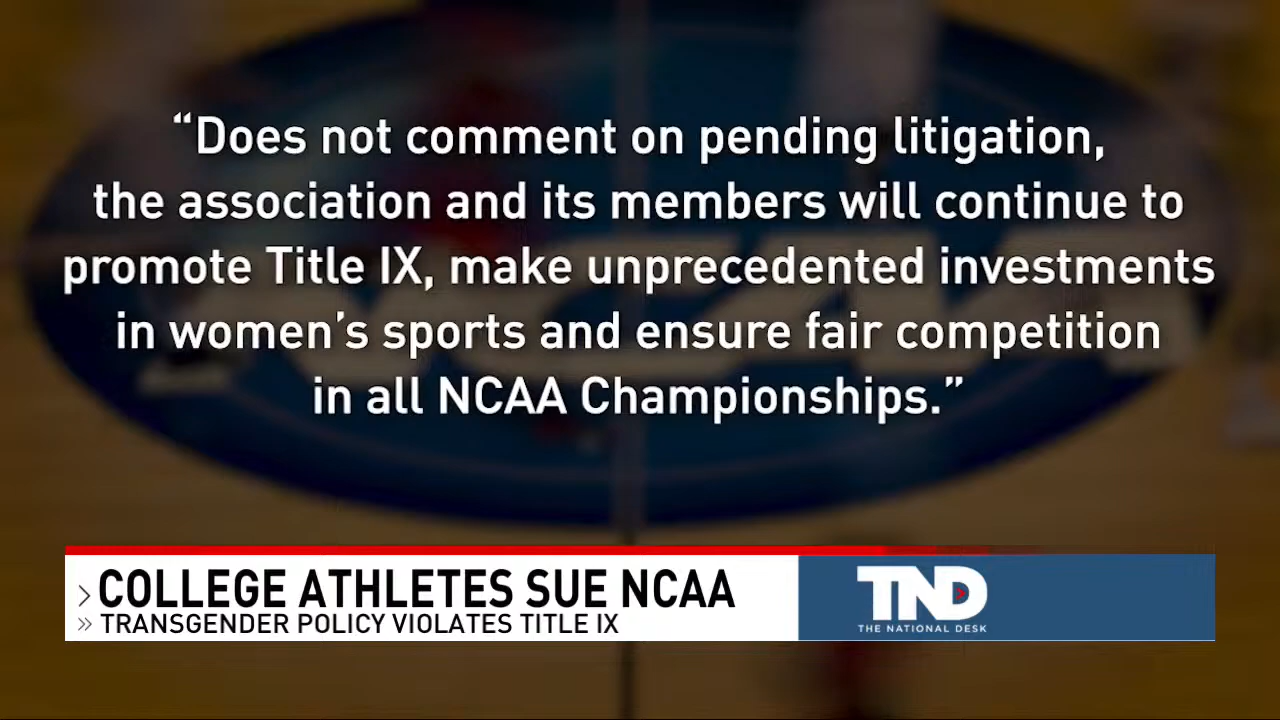 “Does not comment on pending litigation,
the association and its members will continue to
promote Title IX, make unprecedented investments
in women’s sports and ensure fair competition
in all NCAA Championships.”
COLLEGE ATHLETES SUE NCAA
TRANSGENDER POLICY VIOLATES TITLE IX
TND
THE NATIONAL DESK
NCAA